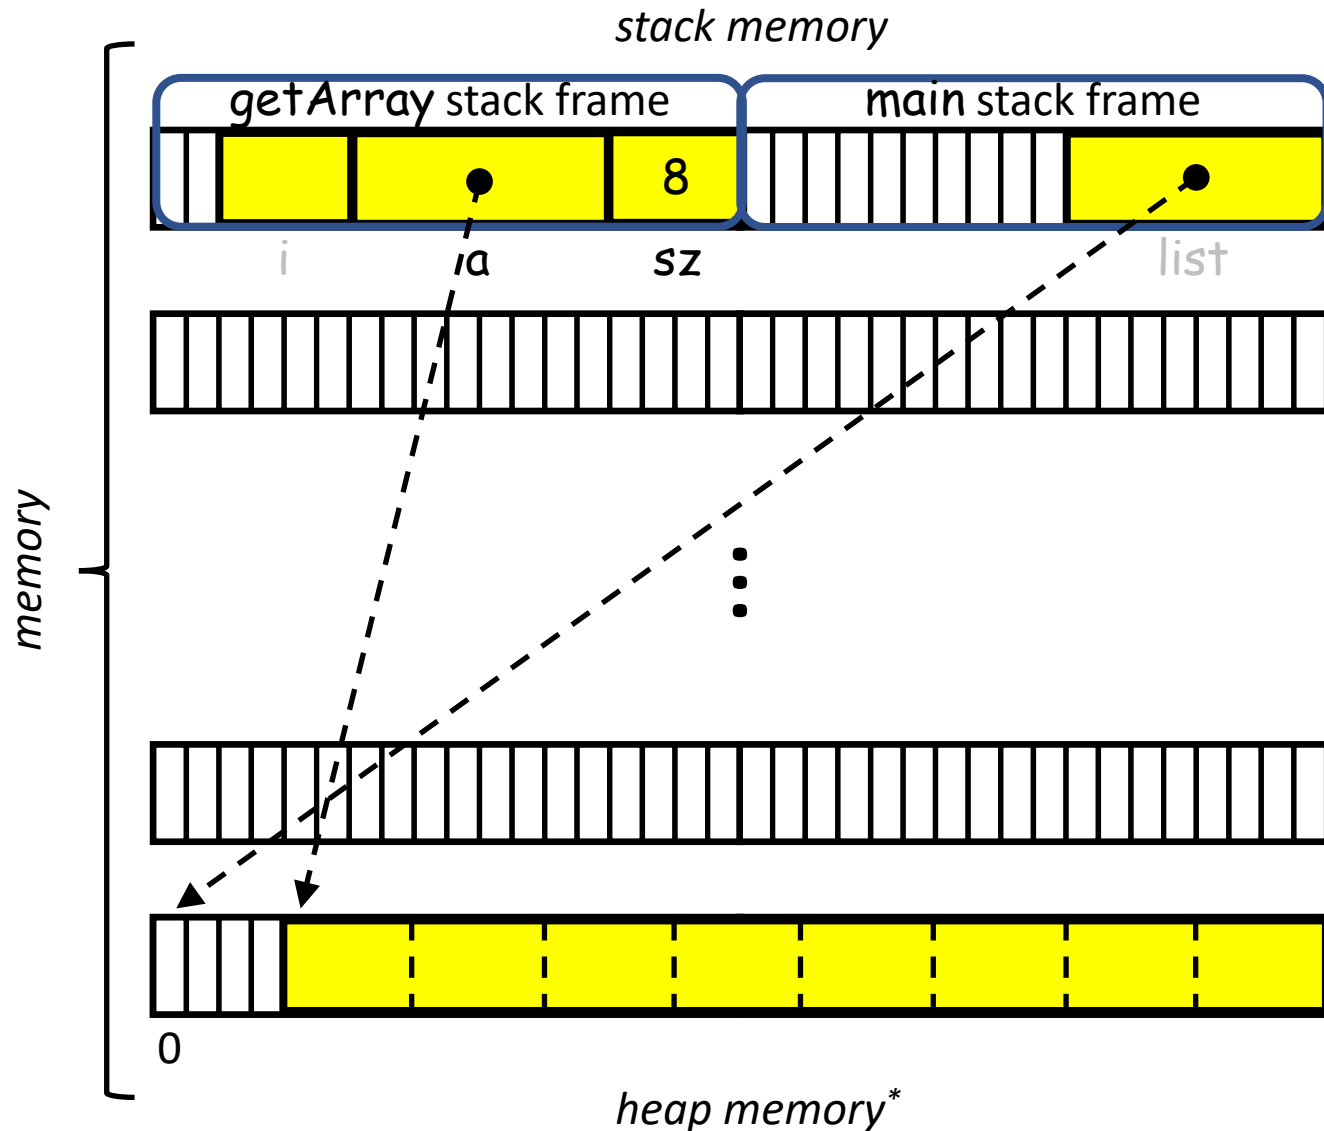 stack memory
getArray stack frame
main stack frame
8
i
a
sz
list
memory
0
heap memory*